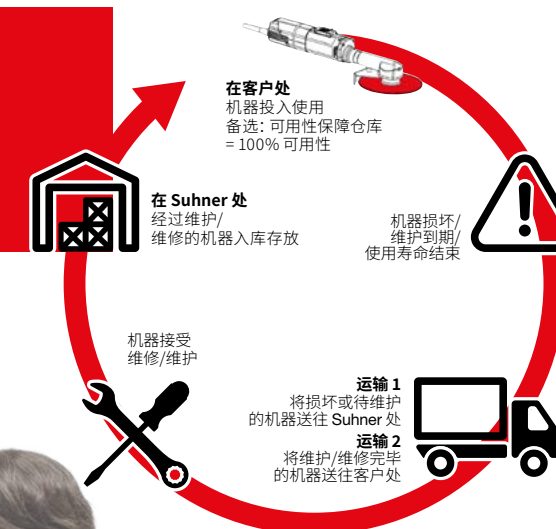 在客户处
机器投入使用
备选: 可用性保障仓库
= 100% 可用性
机器损坏/
维护到期/
使用寿命结束
运输 1
将损坏或待维护
的机器送往 Suhner 处
运输 2
将维护/维修完毕
的机器送往客户处
机器接受
维修/维护
在 Suhner 处
经过维护/
维修的机器入库存放